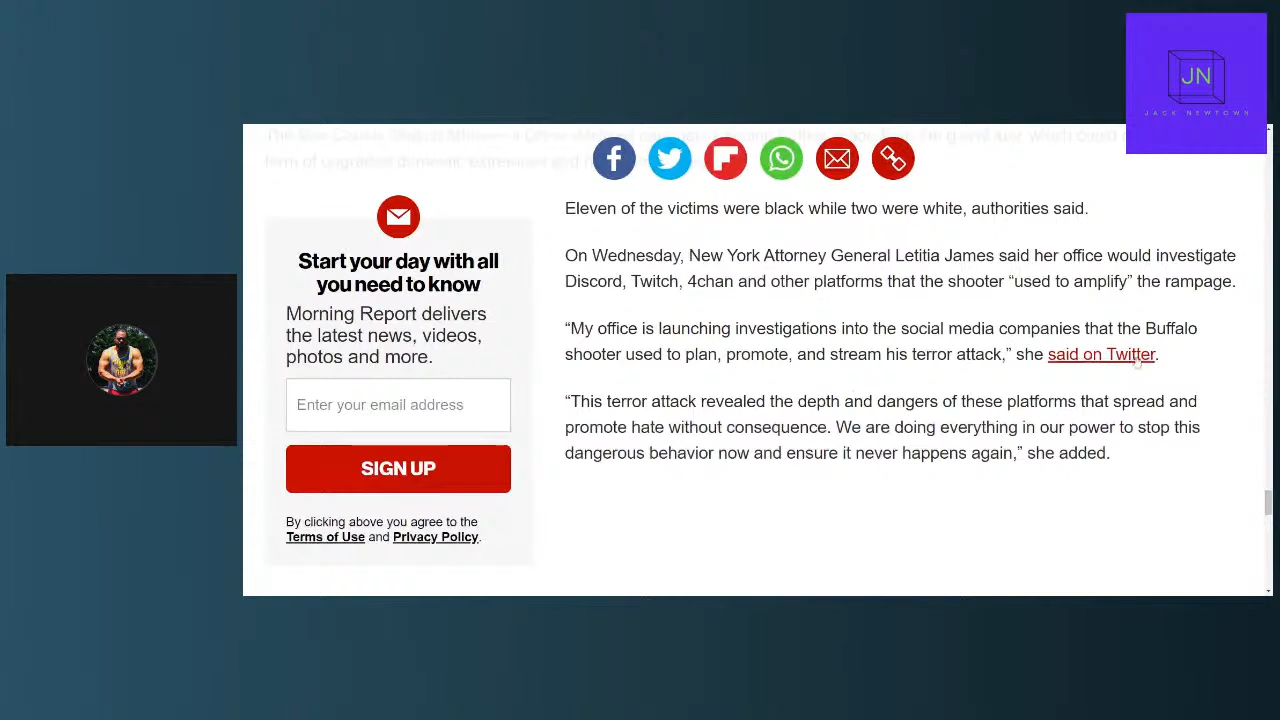 JN
JACK NEWTOWN
Eleven of the victims were black while two were white, authorities said.
Start your day with all
you need to know
Morning Report delivers
the latest news, videos,
photos and more.
Enter your email address
SIGN UP
By clicking above you agree to the
Terms of Use and Privacy Policy.
On Wednesday, New York Attorney General Letitia James said her office would investigate
Discord, Twitch, 4chan and other platforms that the shooter “used to amplify” the rampage.
“My office is launching investigations into the social media companies that the Buffalo
shooter used to plan, promote, and stream his terror attack,” she said on Twitter.
“This terror attack revealed the depth and dangers of these platforms that spread and
promote hate without consequence. We are doing everything in our power to stop this
dangerous behavior now and ensure it never happens again,” she added.